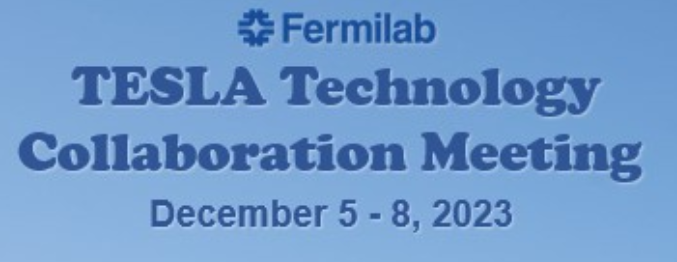 Fermilab
TESLA Technology
Collaboration Meeting
December 5 - 8, 2023